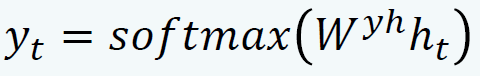 y_t = softmax(W^{yh} h_t)